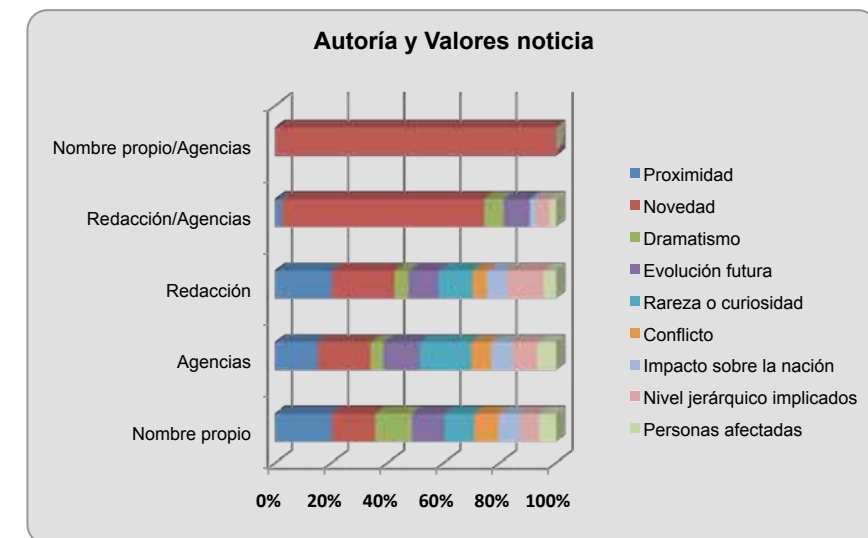 Autoría y Valores noticia
Nombre propio/Agencias
Redacción/Agencias
Redacción
Agencias
Nombre propio
0% 20% 40% 60% 80% 100%
Proximidad
Novedad
Dramatismo
Evolución futura
Rareza o curiosidad
Conflicto
Impacto sobre la nación
Nivel jerárquico implicados
Personas afectadas